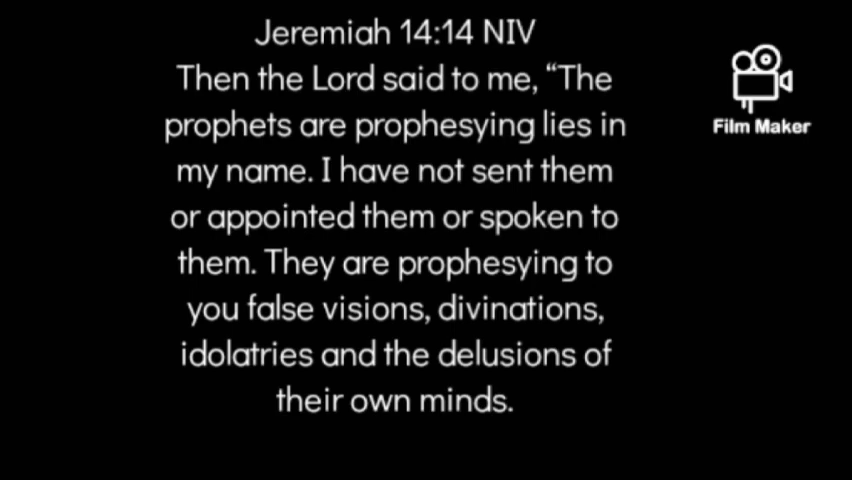 Jeremiah 14:14 NIV
Then the Lord said to me, “The
prophets are prophesying lies in
my name. I have not sent them
or appointed them or spoken to
them. They are prophesying to
you false visions, divinations,
idolatries and the delusions of
their own minds.
Film Maker